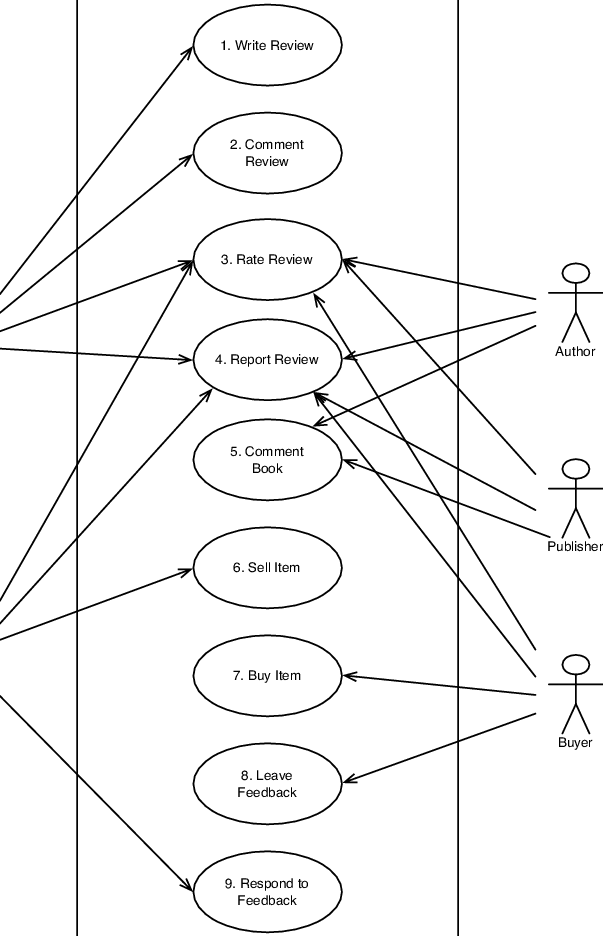 1. Write Review
2. Comment
Review
3. Rate Review
4. Report Review
5. Comment
Book
6. Sell Item
7. Buy Item
8. Leave
Feedback
9. Respond to
Feedback
Author
Publisher
Buyer